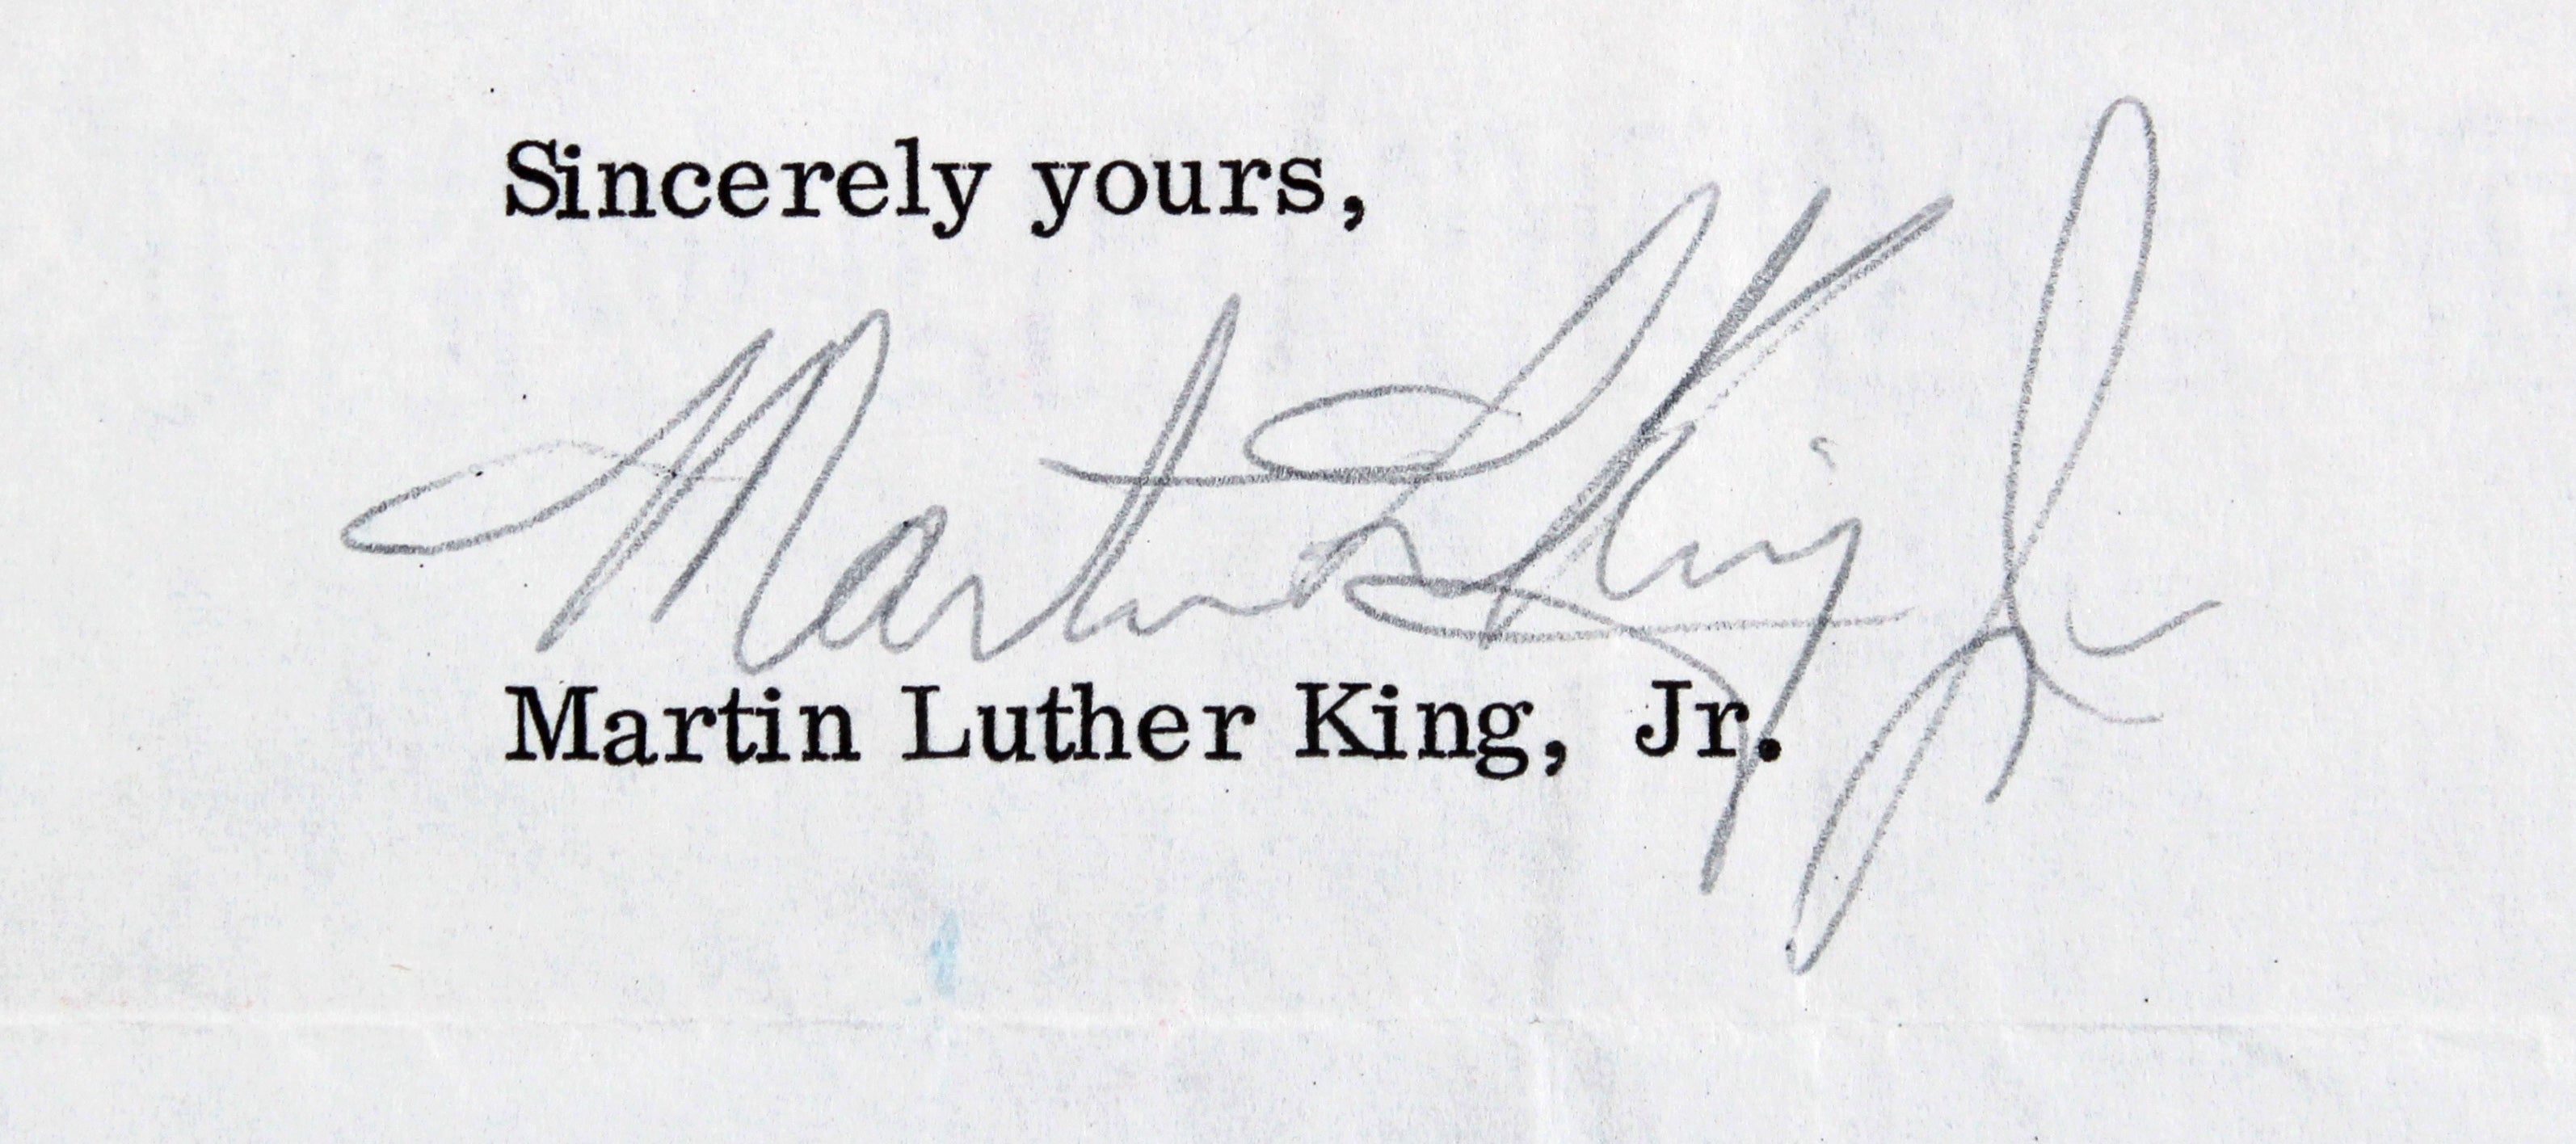 Sincerely yours,
Martin L King Jr
Martin Luther King, Jr.